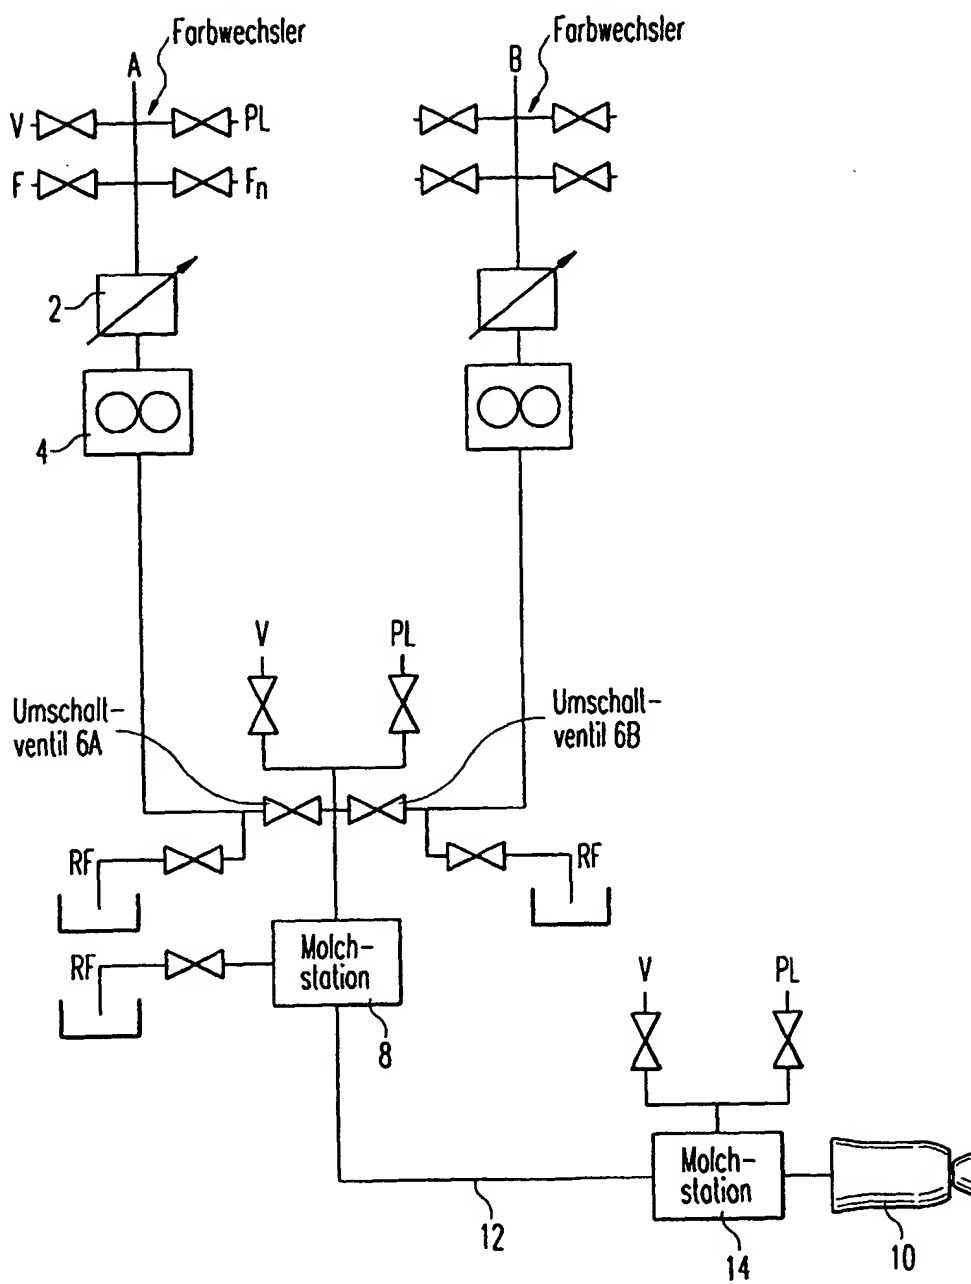 Farbwechsler
Farbwechsler
A
B
V
PL
F
Fn
2
4
V
PL
Umschalt-
ventil 6A
Umschalt-
ventil 6B
RF
RF
RF
Molch-
station
8
V
PL
Molch-
station
12
14
10